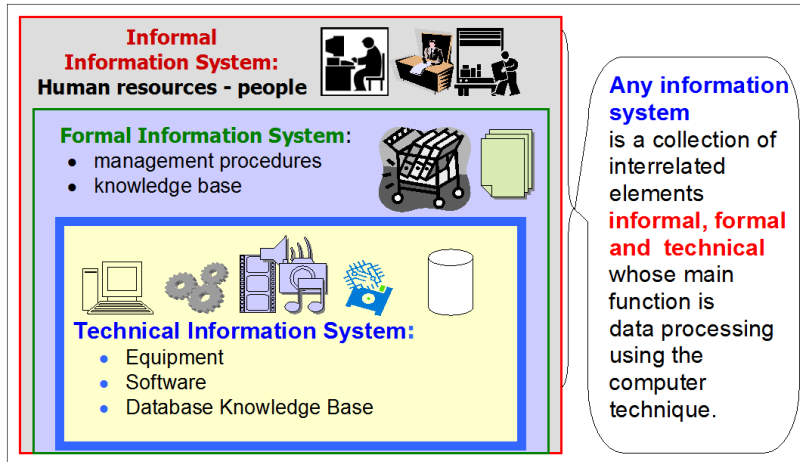 Informal
Information System:
Human resources - people
Formal Information System:
• management procedures
• knowledge base
Technical Information System:
• Equipment
• Software
• Database Knowledge Base
Any information
system
is a collection of
interrelated
elements
informal, formal
and technical
whose main
function is
data processing
using the
computer
technique.